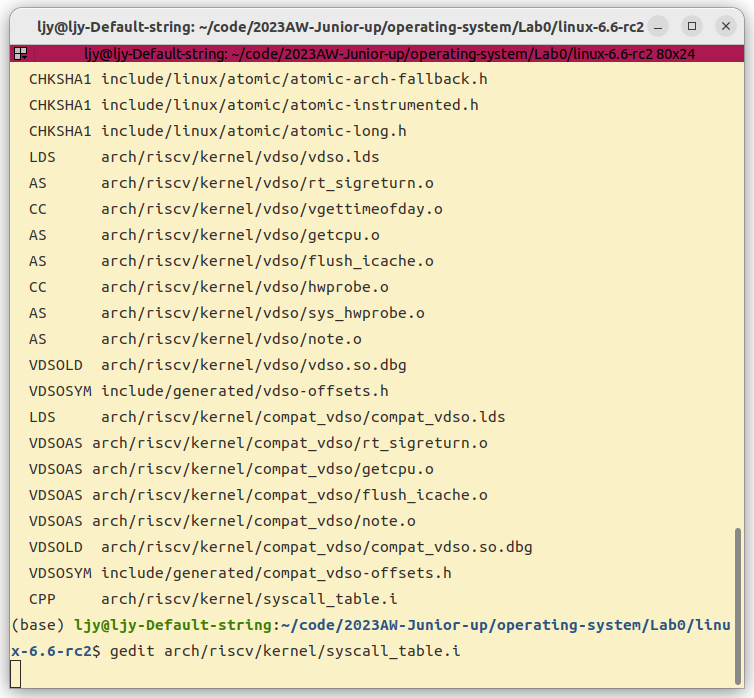 ljy@ljy-Default-string: ~/code/2023AW-Junior-up/operating-system/Lab0/linux-6.6-rc2
ljy@ljy-Default-string: ~/code/2023AW-Junior-up/operating-system/Lab0/linux-6.6-rc2 80x24
CHKSHA1 include/linux/atomic/atomic-arch-fallback.h
CHKSHA1 include/linux/atomic/atomic-instrumented.h
CHKSHA1 include/linux/atomic/atomic-long.h
LDS     arch/riscv/kernel/vdso/vdso.lds
AS      arch/riscv/kernel/vdso/rt_sigreturn.o
CC      arch/riscv/kernel/vdso/vgettimeofday.o
AS      arch/riscv/kernel/vdso/getcpu.o
AS      arch/riscv/kernel/vdso/flush_icache.o
CC      arch/riscv/kernel/vdso/hwprobe.o
AS      arch/riscv/kernel/vdso/sys_hwprobe.o
AS      arch/riscv/kernel/vdso/note.o
VDSOLD  arch/riscv/kernel/vdso/vdso.so.dbg
VDSOSYM include/generated/vdso-offsets.h
LDS     arch/riscv/kernel/compat_vdso/compat_vdso.lds
VDSOAS arch/riscv/kernel/compat_vdso/rt_sigreturn.o
VDSOAS arch/riscv/kernel/compat_vdso/getcpu.o
VDSOAS arch/riscv/kernel/compat_vdso/flush_icache.o
VDSOAS arch/riscv/kernel/compat_vdso/note.o
VDSOLD  arch/riscv/kernel/compat_vdso/compat_vdso.so.dbg
VDSOSYM include/generated/compat_vdso-offsets.h
CPP     arch/riscv/kernel/syscall_table.i
(base) ljy@ljy-Default-string:~/code/2023AW-Junior-up/operating-system/Lab0/linu
x-6.6-rc2$ gedit arch/riscv/kernel/syscall_table.i